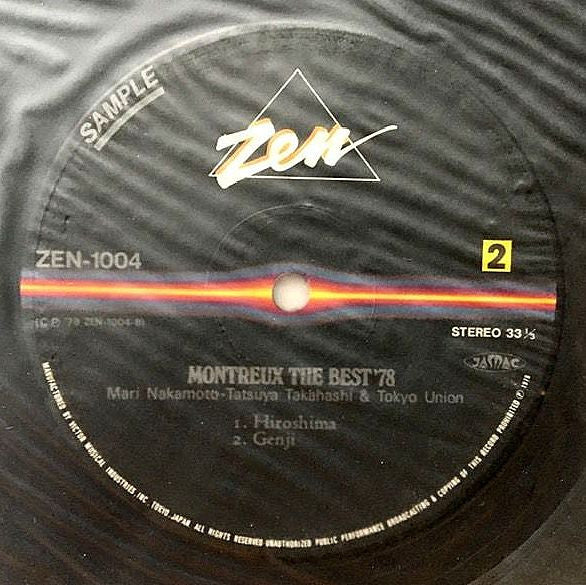 SAMPLE
Zen
ZEN-1004
2
(C.P. '78 ZEN-1004-B)
STEREO 33⅓
JASRAC
MONTREUX THE BEST '78
Mari Nakamoto-Tatsuya Takahashi & Tokyo Union
1. Hiroshima
2. Genji
MANUFACTURED BY VICTOR MUSICAL INDUSTRIES, INC. TOKYO JAPAN. ALL RIGHTS RESERVED UNAUTHORIZED PUBLIC PERFORMANCE BROADCASTING & COPYING OF THIS RECORD PROHIBITED Ⓟ 1978